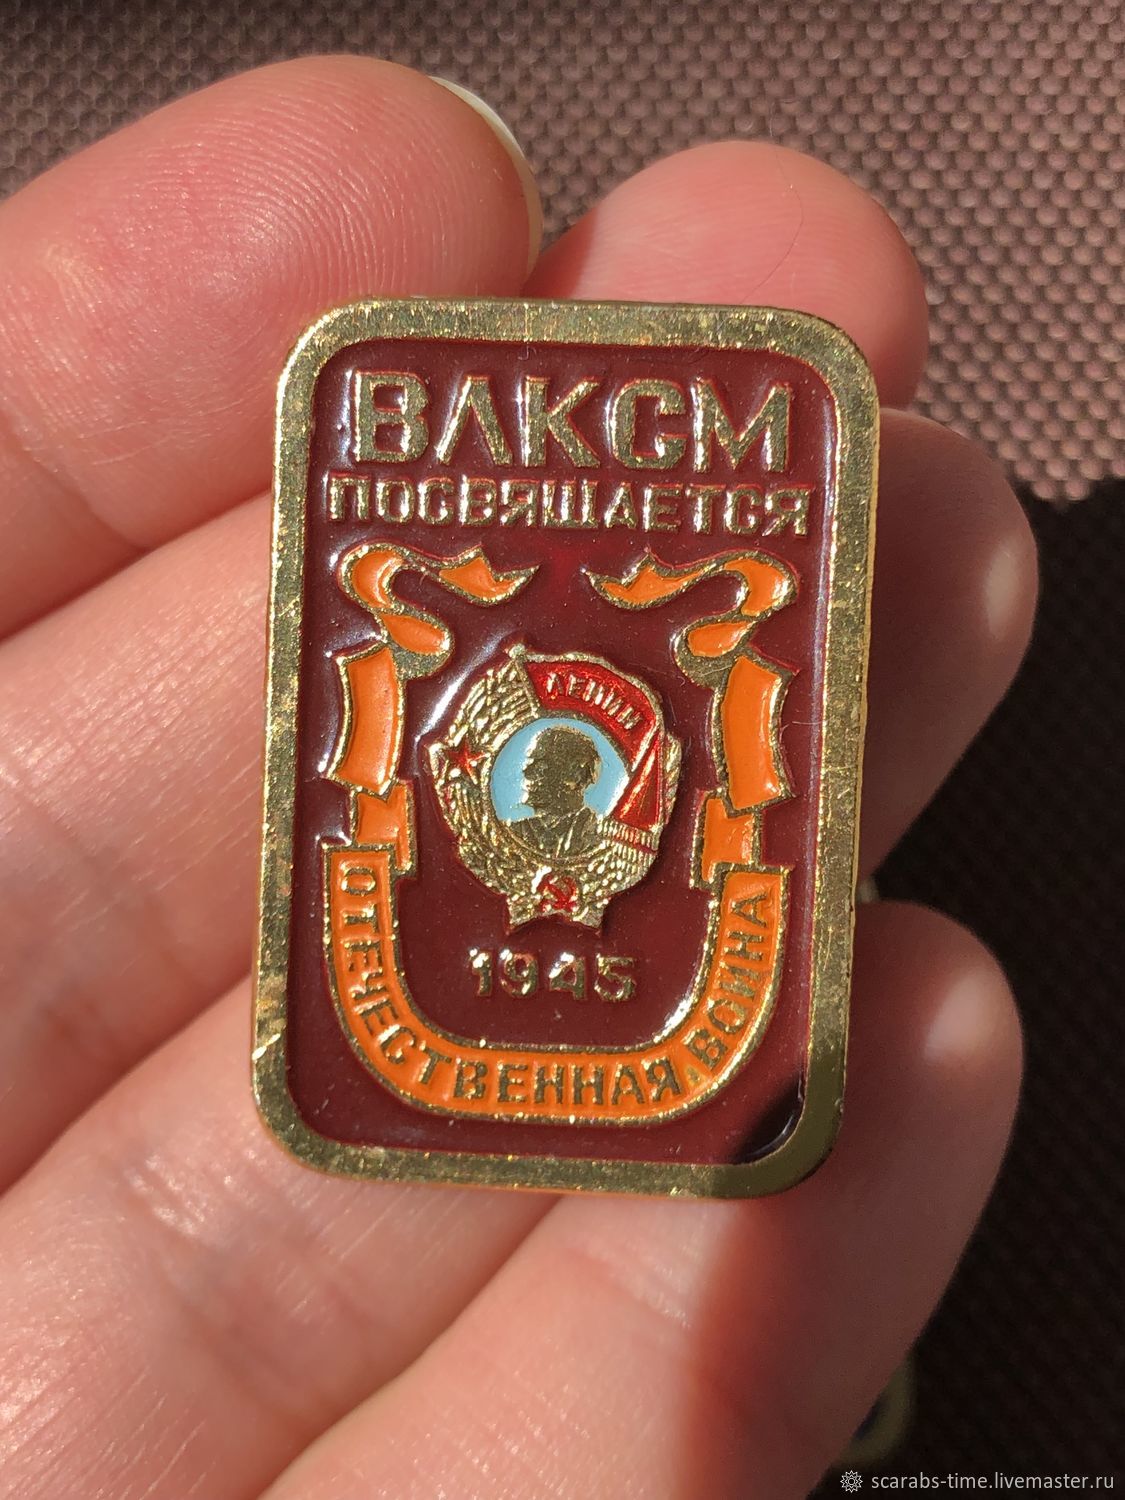 ВЛКСМ
ПОСВЯЩАЕТСЯ
ЛЕНИН
1945
ОТЕЧЕСТВЕННАЯ ВОЙНА
scarabs-time.livemaster.ru